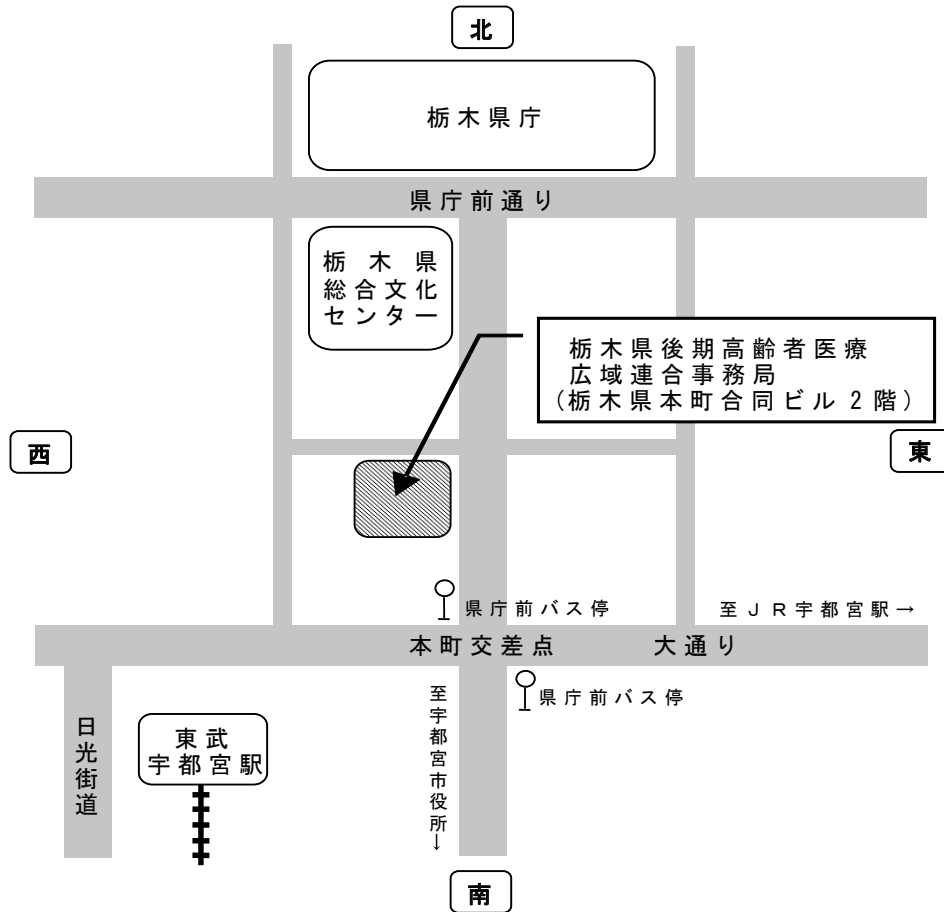 北
栃木県庁
県庁前通り
栃木県
総合文化
センター
栃木県後期高齢者医療
広域連合事務局
(栃木県本町合同ビル2階)
西
東
県庁前バス停
至JR宇都宮駅→
本町交差点
大通り
県庁前バス停
至宇都宮市役所→
日光街道
東武
宇都宮駅
南